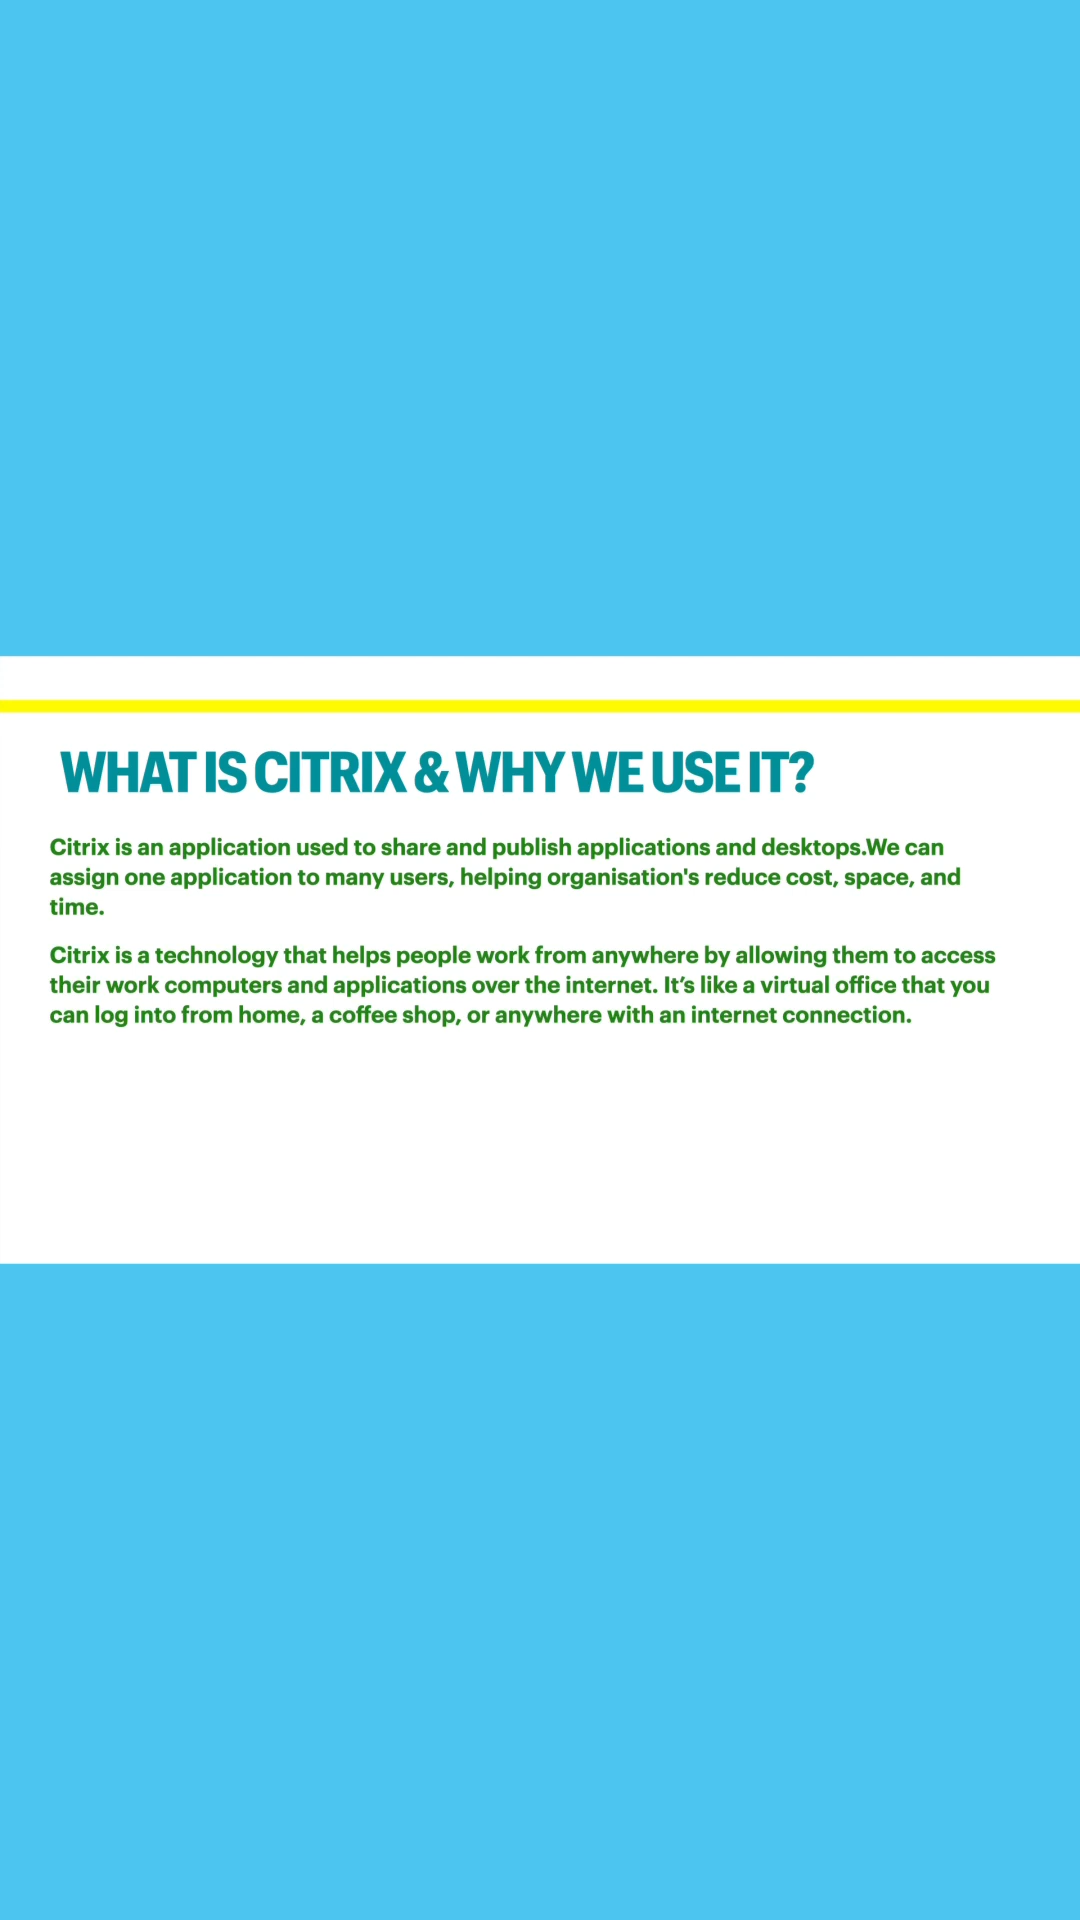 WHAT IS CITRIX & WHY WE USE IT?
Citrix is an application used to share and publish applications and desktops.We can
assign one application to many users, helping organisation's reduce cost, space, and
time.
Citrix is a technology that helps people work from anywhere by allowing them to access
their work computers and applications over the internet. It’s like a virtual office that you
can log into from home, a coffee shop, or anywhere with an internet connection.